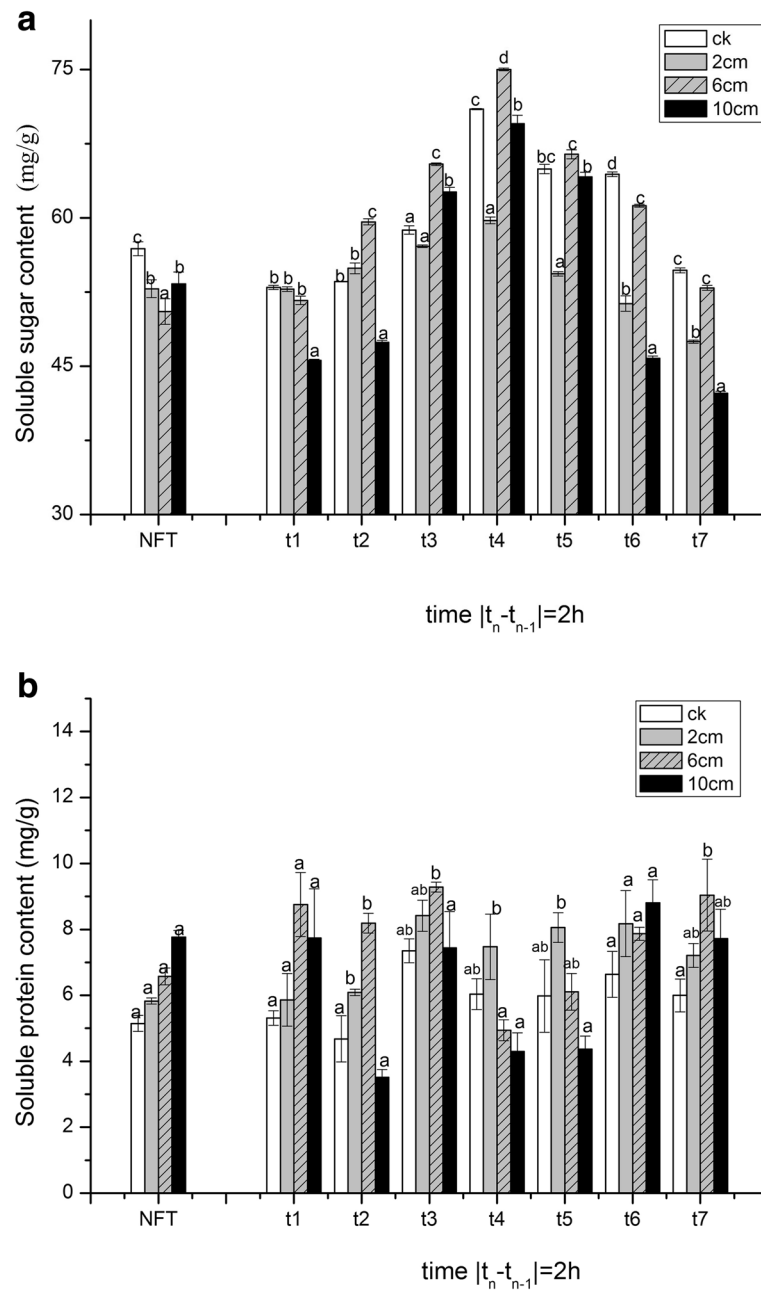 a
ck
2cm
6cm
10cm
Soluble sugar content (mg/g)
75
60
45
30
c b a b
b b b a
b b c a
a a c b
c a d b
bc a c b
d b c a
c b c a
NFT t1 t2 t3 t4 t5 t6 t7
time |tn-tn-1|=2h
b
ck
2cm
6cm
10cm
Soluble protein content (mg/g)
14
12
10
8
6
4
2
0
a a a a
a a a a
a b b a
ab ab b a
ab b a a
ab b ab a
a a a a
a ab b ab
NFT t1 t2 t3 t4 t5 t6 t7
time |tn-tn-1|=2h